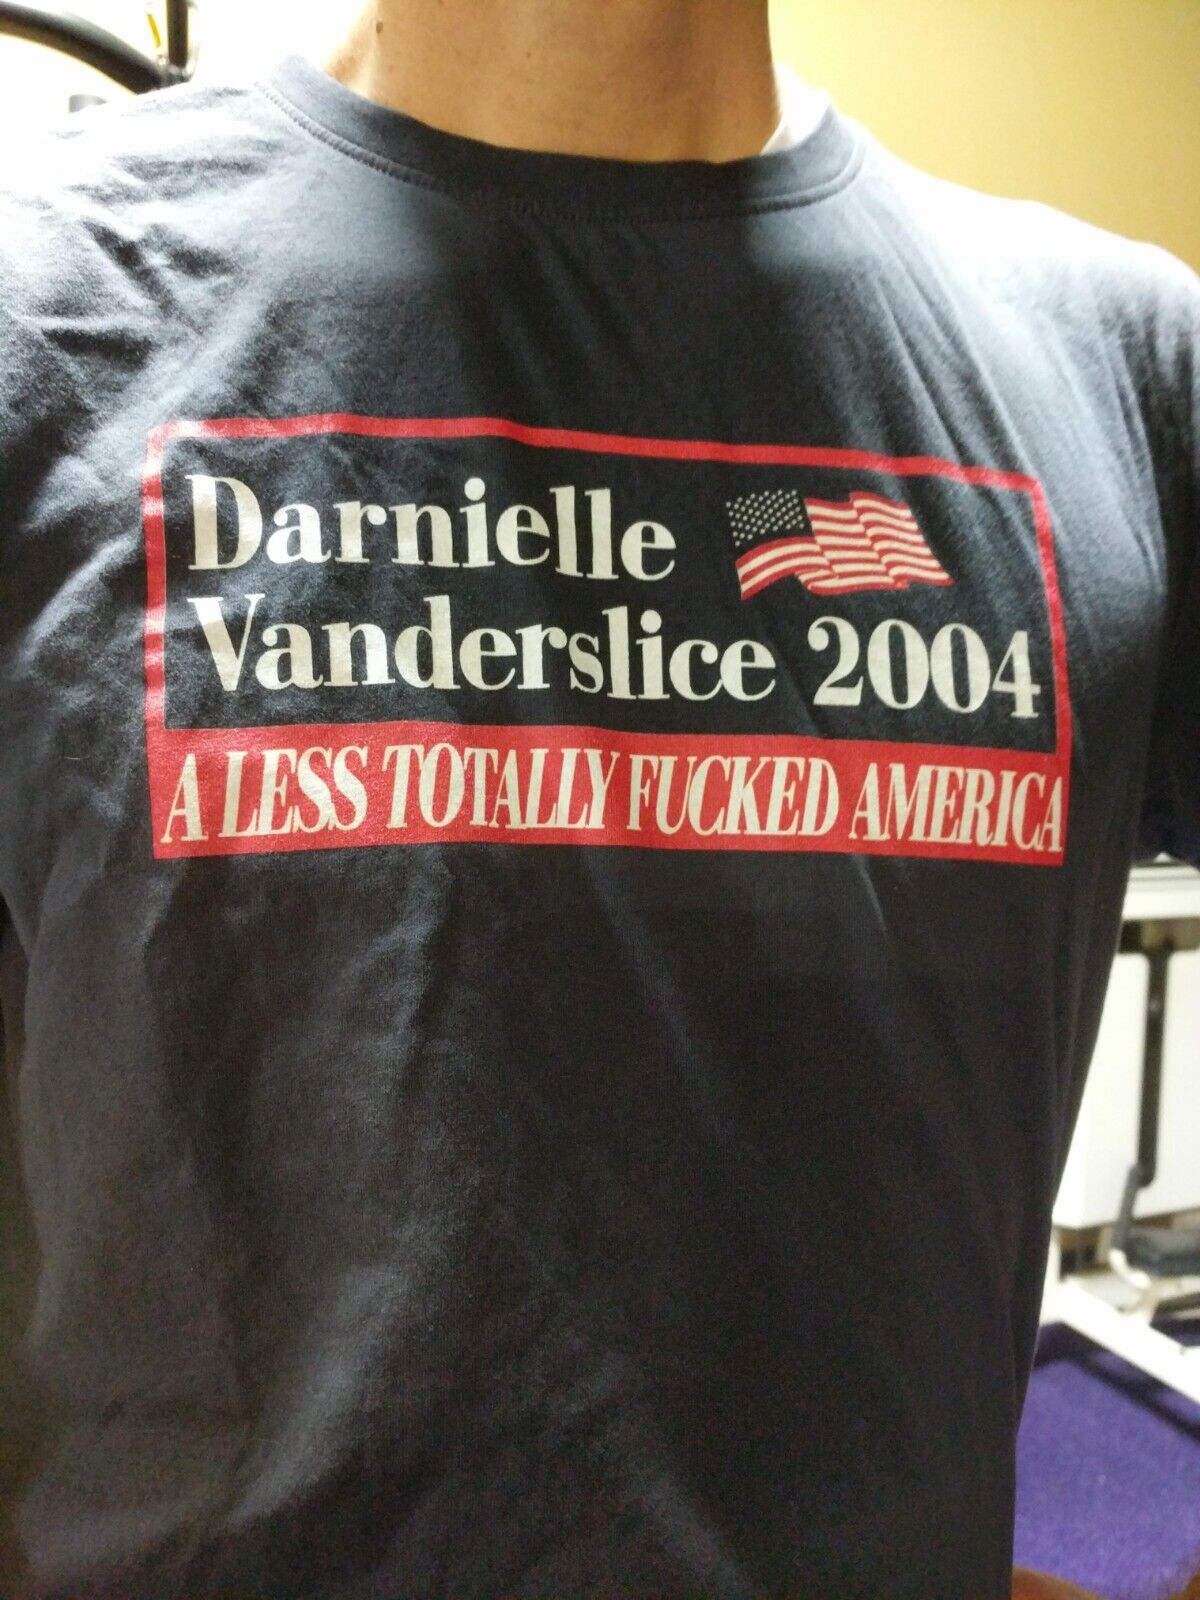 Darnielle
Vanderslice 2004
A LESS TOTALLY FUCKED AMERICA